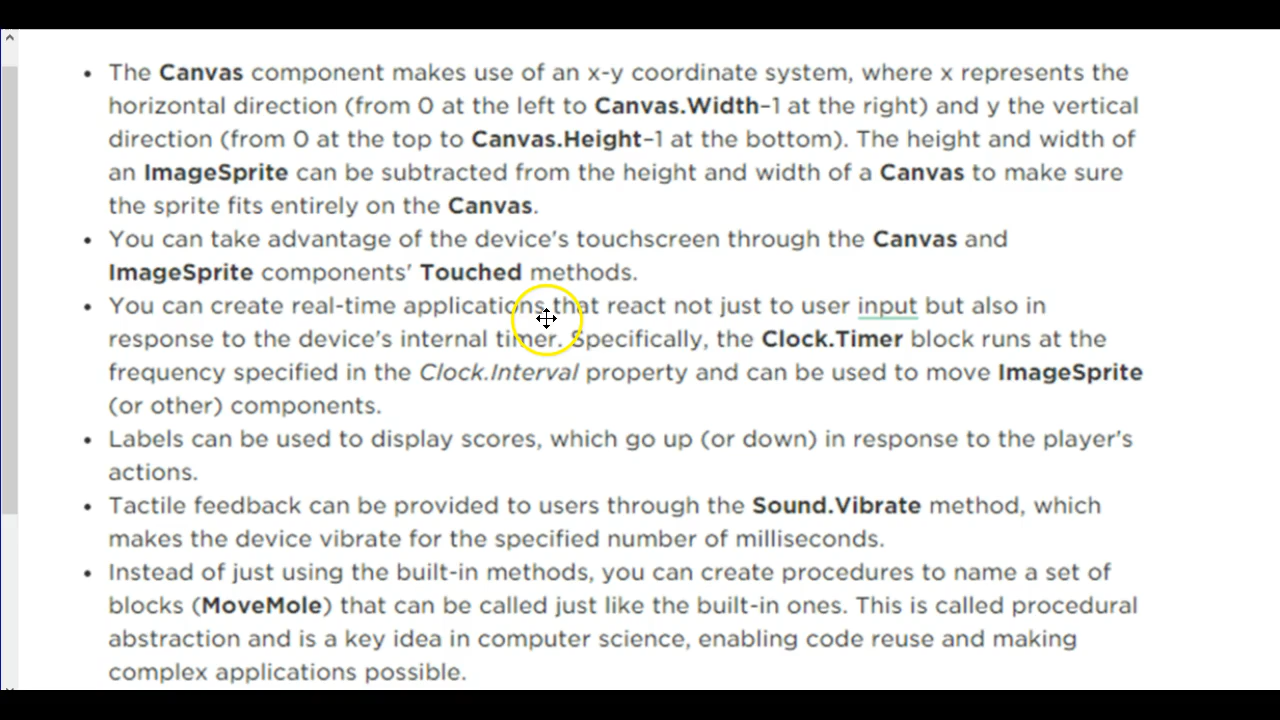 • The Canvas component makes use of an x-y coordinate system, where x represents the
horizontal direction (from 0 at the left to Canvas.Width–1 at the right) and y the vertical
direction (from 0 at the top to Canvas.Height–1 at the bottom). The height and width of
an ImageSprite can be subtracted from the height and width of a Canvas to make sure
the sprite fits entirely on the Canvas.
• You can take advantage of the device's touchscreen through the Canvas and
ImageSprite components' Touched methods.
• You can create real-time applications that react not just to user input but also in
response to the device's internal timer. Specifically, the Clock.Timer block runs at the
frequency specified in the Clock.Interval property and can be used to move ImageSprite
(or other) components.
• Labels can be used to display scores, which go up (or down) in response to the player's
actions.
• Tactile feedback can be provided to users through the Sound.Vibrate method, which
makes the device vibrate for the specified number of milliseconds.
• Instead of just using the built-in methods, you can create procedures to name a set of
blocks (MoveMole) that can be called just like the built-in ones. This is called procedural
abstraction and is a key idea in computer science, enabling code reuse and making
complex applications possible.